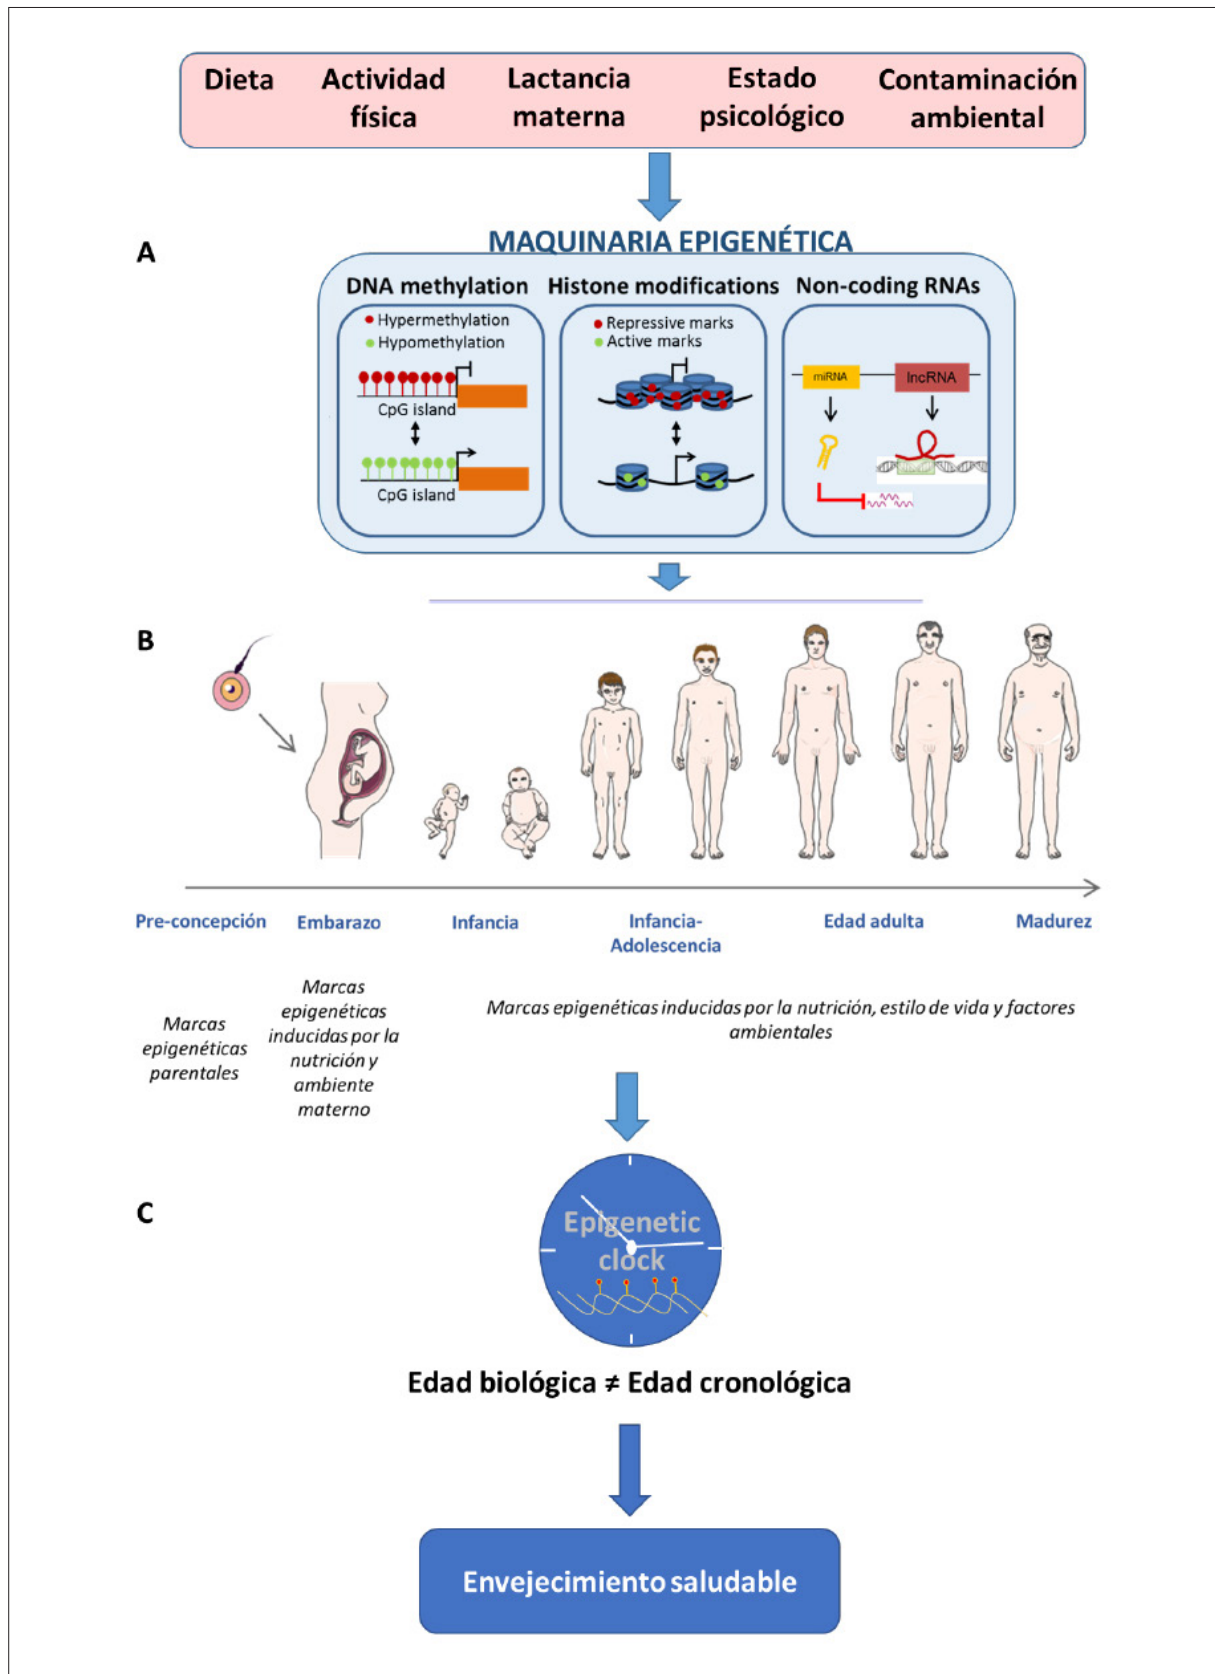 Dieta
Actividad
física
Lactancia
materna
Estado
psicológico
Contaminación
ambiental
A
MAQUINARIA EPIGENÉTICA
DNA methylation
Hypermethylation
Hypomethylation
CpG island
CpG island
Histone modifications
Repressive marks
Active marks
Non-coding RNAs
miRNA
lncRNA
B
Pre-concepción
Embarazo
Infancia
Infancia-
Adolescencia
Edad adulta
Madurez
Marcas
epigenéticas
parentales
Marcas
epigenéticas
inducidas por la
nutrición y
ambiente
materno
Marcas epigenéticas inducidas por la nutrición, estilo de vida y factores
ambientales
C
Epigenetic
clock
Edad biológica ≠ Edad cronológica
Envejecimiento saludable